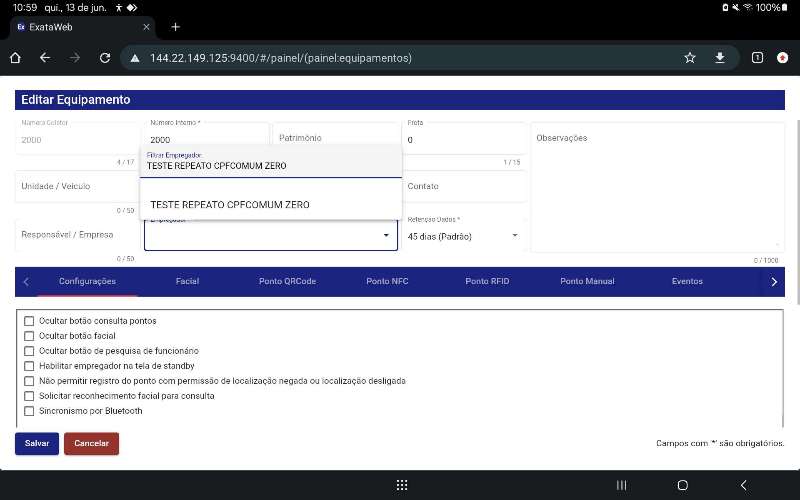 10:59 qui., 13 de jun.
100%
Ex ExataWeb
144.22.149.125:9400/#/painel/(painel:equipamentos)
1
Editar Equipamento
Número Coletor
2000
4 / 17
Número Interno *
2000
Patrimônio
Frota
0
1 / 15
Observações
Filtrar Empregador
TESTE REPEATO CPFCOMUM ZERO
TESTE REPEATO CPFCOMUM ZERO
Unidade / Veículo
0 / 50
Contato
Responsável / Empresa
0 / 50
Empregador
Retenção Dados *
45 dias (Padrão)
0 / 1000
Configurações
Facial
Ponto QRCode
Ponto NFC
Ponto RFID
Ponto Manual
Eventos
Ocultar botão consulta pontos
Ocultar botão facial
Ocultar botão de pesquisa de funcionário
Habilitar empregador na tela de standby
Não permitir registro do ponto com permissão de localização negada ou localização desligada
Solicitar reconhecimento facial para consulta
Sincronismo por Bluetooth
Salvar
Cancelar
Campos com '*' são obrigatórios.